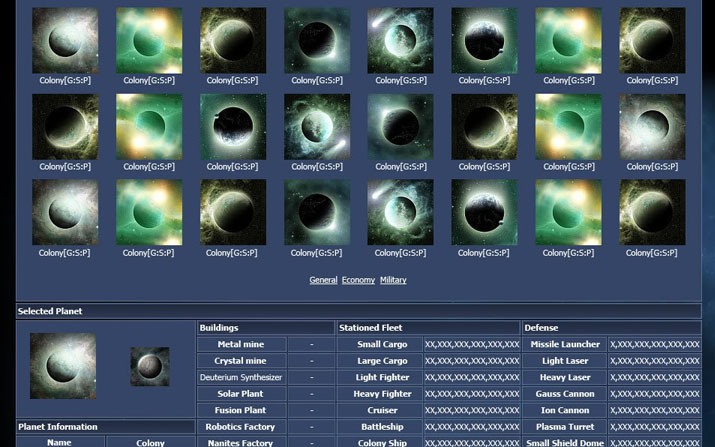 Colony[G:S:P] Colony[G:S:P] Colony[G:S:P] Colony[G:S:P] Colony[G:S:P] Colony[G:S:P] Colony[G:S:P] Colony[G:S:P]
Colony[G:S:P] Colony[G:S:P] Colony[G:S:P] Colony[G:S:P] Colony[G:S:P] Colony[G:S:P] Colony[G:S:P] Colony[G:S:P]
Colony[G:S:P] Colony[G:S:P] Colony[G:S:P] Colony[G:S:P] Colony[G:S:P] Colony[G:S:P] Colony[G:S:P] Colony[G:S:P]
General Economy Military
Selected Planet
Buildings Stationed Fleet Defense
Metal mine - Small Cargo XX,XXX,XXX,XXX,XXX,XXX Missile Launcher X,XXX,XXX,XXX,XXX,XXX
Crystal mine - Large Cargo XX,XXX,XXX,XXX,XXX,XXX Light Laser X,XXX,XXX,XXX,XXX,XXX
Deuterium Synthesizer - Light Fighter XX,XXX,XXX,XXX,XXX,XXX Heavy Laser X,XXX,XXX,XXX,XXX,XXX
Solar Plant - Heavy Fighter XX,XXX,XXX,XXX,XXX,XXX Gauss Cannon X,XXX,XXX,XXX,XXX,XXX
Fusion Plant - Cruiser XX,XXX,XXX,XXX,XXX,XXX Ion Cannon X,XXX,XXX,XXX,XXX,XXX
Planet Information Robotics Factory - Battleship XX,XXX,XXX,XXX,XXX,XXX Plasma Turret X,XXX,XXX,XXX,XXX,XXX
Name Colony Nanites Factory - Colony Ship XX,XXX,XXX,XXX,XXX,XXX Small Shield Dome X,XXX,XXX,XXX,XXX,XXX